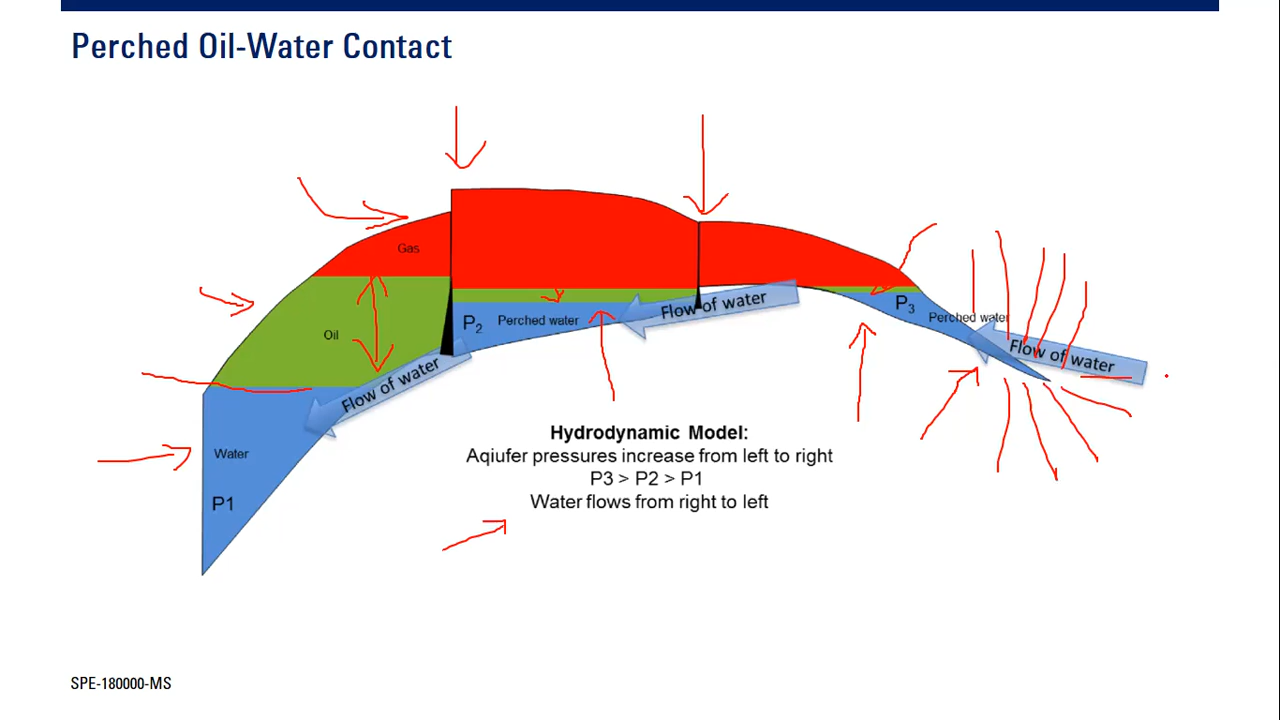 Perched Oil-Water Contact
Gas
Oil
Water
P1
Flow of water
P2
Perched water
Flow of water
P3
Perched water
Flow of water
Hydrodynamic Model:
Aqiufer pressures increase from left to right
P3 > P2 > P1
Water flows from right to left
SPE-180000-MS